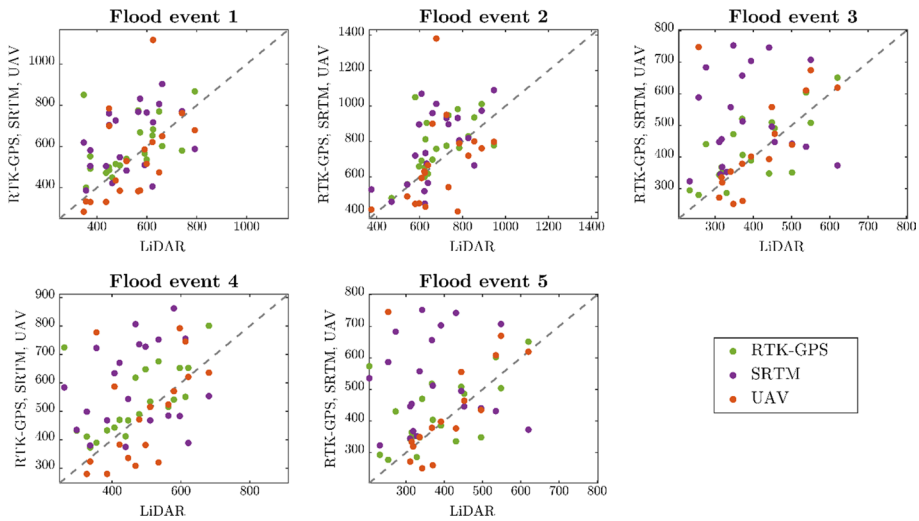 Flood event 1
RTK-GPS, SRTM, UAV
1000
800
600
400
400 600 800 1000
LiDAR
Flood event 2
RTK-GPS, SRTM, UAV
1400
1200
1000
800
600
400
400 600 800 1000 1200 1400
LiDAR
Flood event 3
RTK-GPS, SRTM, UAV
800
700
600
500
400
300
300 400 500 600 700 800
LiDAR
Flood event 4
RTK-GPS, SRTM, UAV
900
800
700
600
500
400
300
400 600 800
LiDAR
Flood event 5
RTK-GPS, SRTM, UAV
800
700
600
500
400
300
300 400 500 600 700 800
LiDAR
RTK-GPS
SRTM
UAV